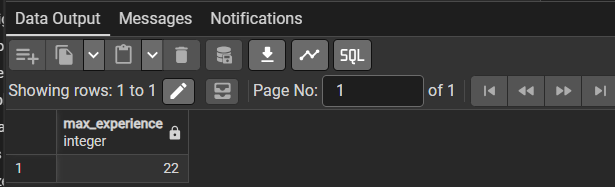 Data Output Messages Notifications
SQL
Showing rows: 1 to 1 Page No: 1 of 1
max_experience
integer
1 22